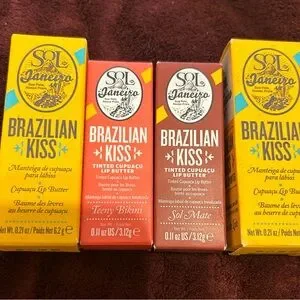 SOL
de
Janeiro
BRAZILIAN
KISS
Manteiga de cupuaçu
para lábios
Cupuaçu Lip Butter
Baume des lèvres
au beurre de cupuaçu
Net Wt. 0.21 oz / Poids Net 6.2 g
SOL
de
Janeiro
BRAZILIAN
KISS
TINTED CUPUAÇU
LIP BUTTER
Teeny Bikini
0.11 oz US / 3.12g
SOL
de
Janeiro
BRAZILIAN
KISS
TINTED CUPUAÇU
LIP BUTTER
Sol Mate
0.11 oz US / 3.12g
SOL
de
Janeiro
BRAZILIAN
KISS
Manteiga de cupuaçu
para lábios
Cupuaçu Lip Butter
Baume des lèvres
au beurre de cupuaçu
Net Wt. 0.21 oz / Poids Net